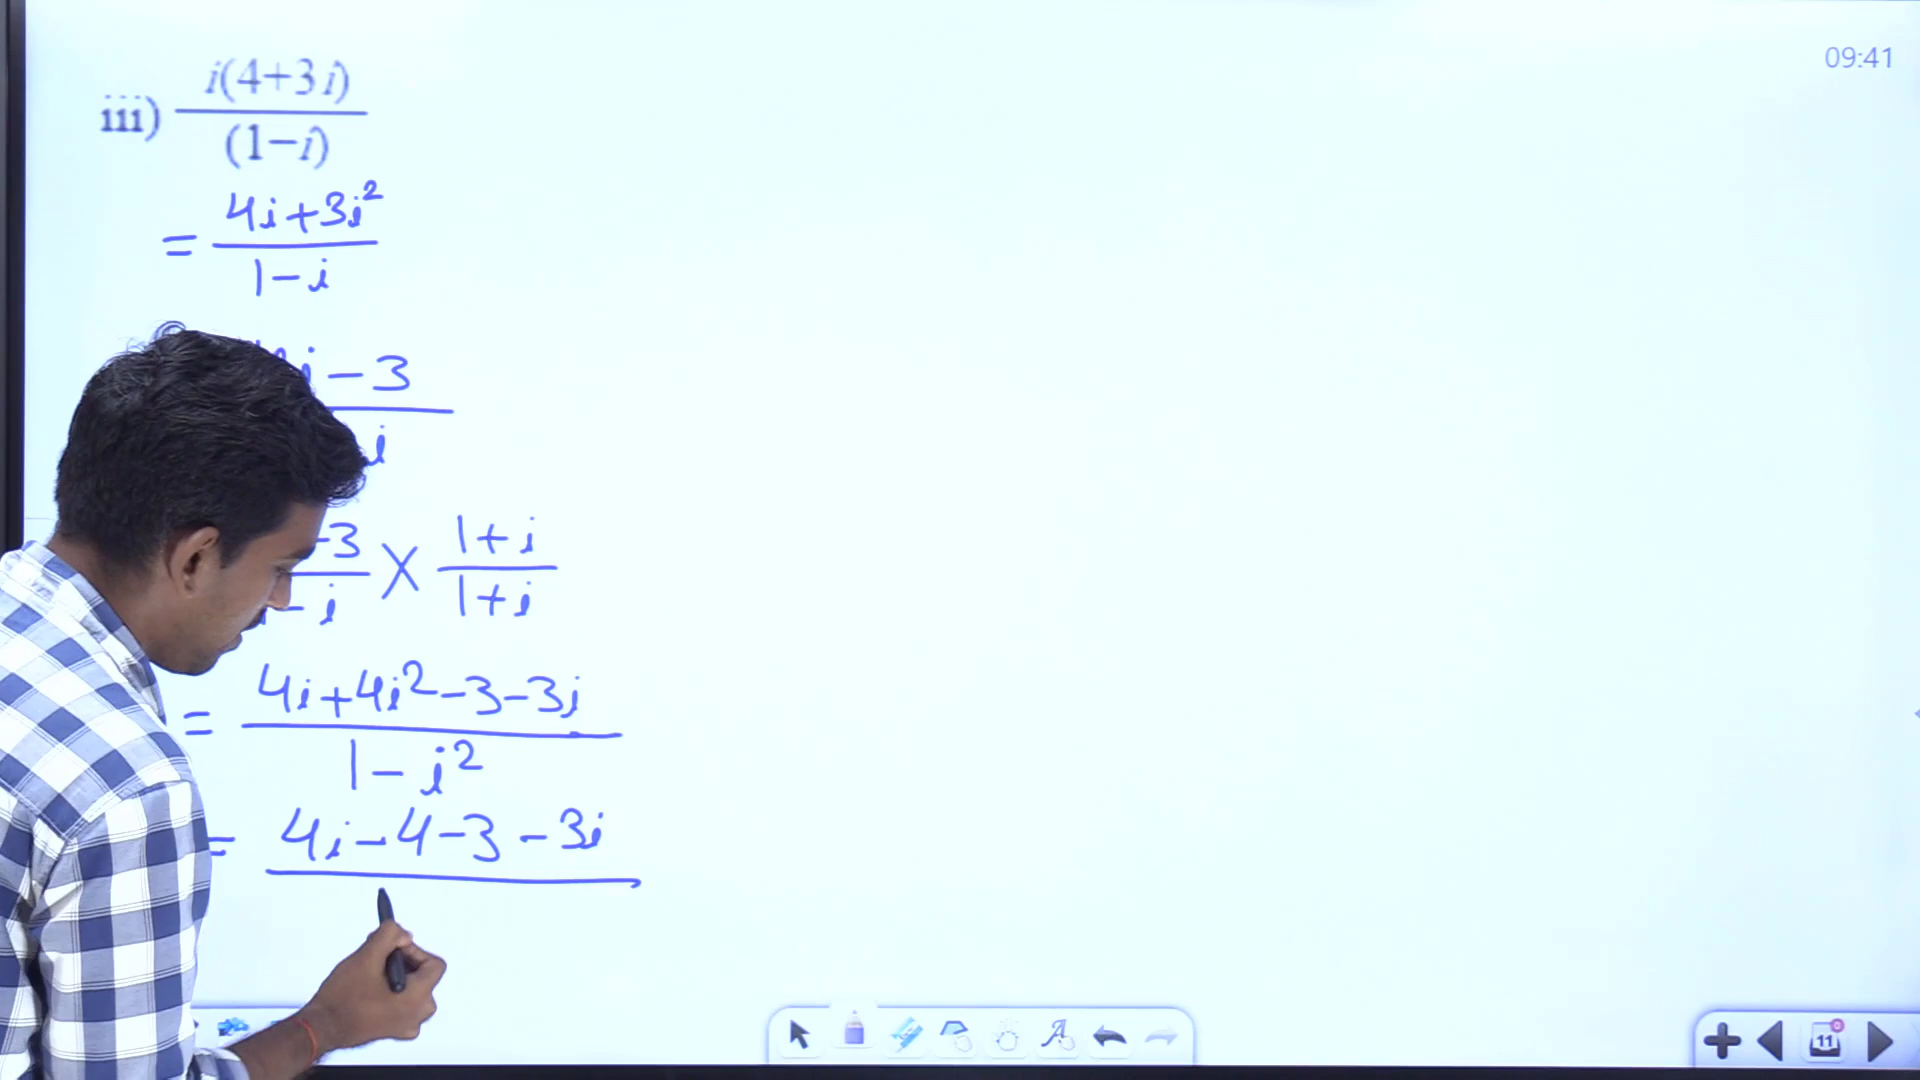 09:41
iii) i(4+3i)
(1−i)
= 4i+3i²
1−i
i−3
i
-3 × 1+i
-i 1+i
= 4i+4i²-3-3i
1-i²
= 4i-4-3-3i
11